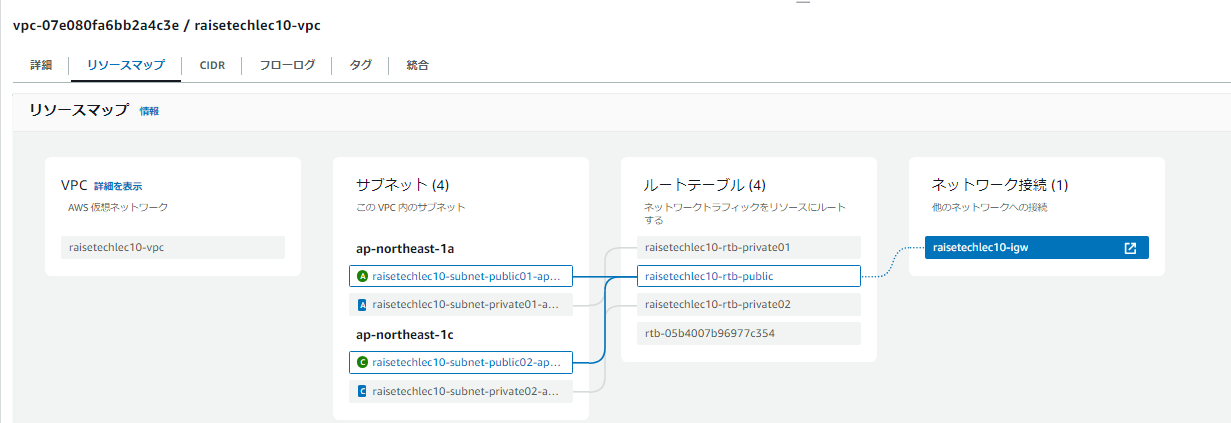 vpc-07e080fa6bb2a4c3e / raisetechlec10-vpc
詳細 リソースマップ CIDR フローログ タグ 統合
リソースマップ 情報
VPC 詳細を表示
AWS 仮想ネットワーク
raisetechlec10-vpc
サブネット (4)
この VPC 内のサブネット
ap-northeast-1a
A raisetechlec10-subnet-public01-ap...
A raisetechlec10-subnet-private01-a...
ap-northeast-1c
C raisetechlec10-subnet-public02-ap...
C raisetechlec10-subnet-private02-a...
ルートテーブル (4)
ネットワークトラフィックをリソースにルート
する
raisetechlec10-rtb-private01
raisetechlec10-rtb-public
raisetechlec10-rtb-private02
rtb-05b4007b96977c354
ネットワーク接続 (1)
他のネットワークへの接続
raisetechlec10-igw